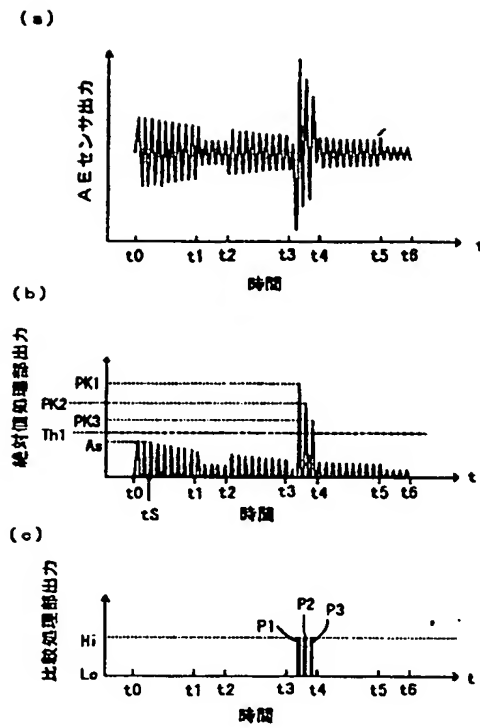 (a)
AEセンサ出力
t0 t1 t2 t3 t4 t5 t6 t
時間
(b)
絶対値処理部出力
PK1
PK2
PK3
Th1
As
t0 t1 t2 t3 t4 t5 t6 t
tS
時間
(c)
比較処理部出力
P1 P2 P3
Hi
Lo
t0 t1 t2 t3 t4 t5 t6 t
時間